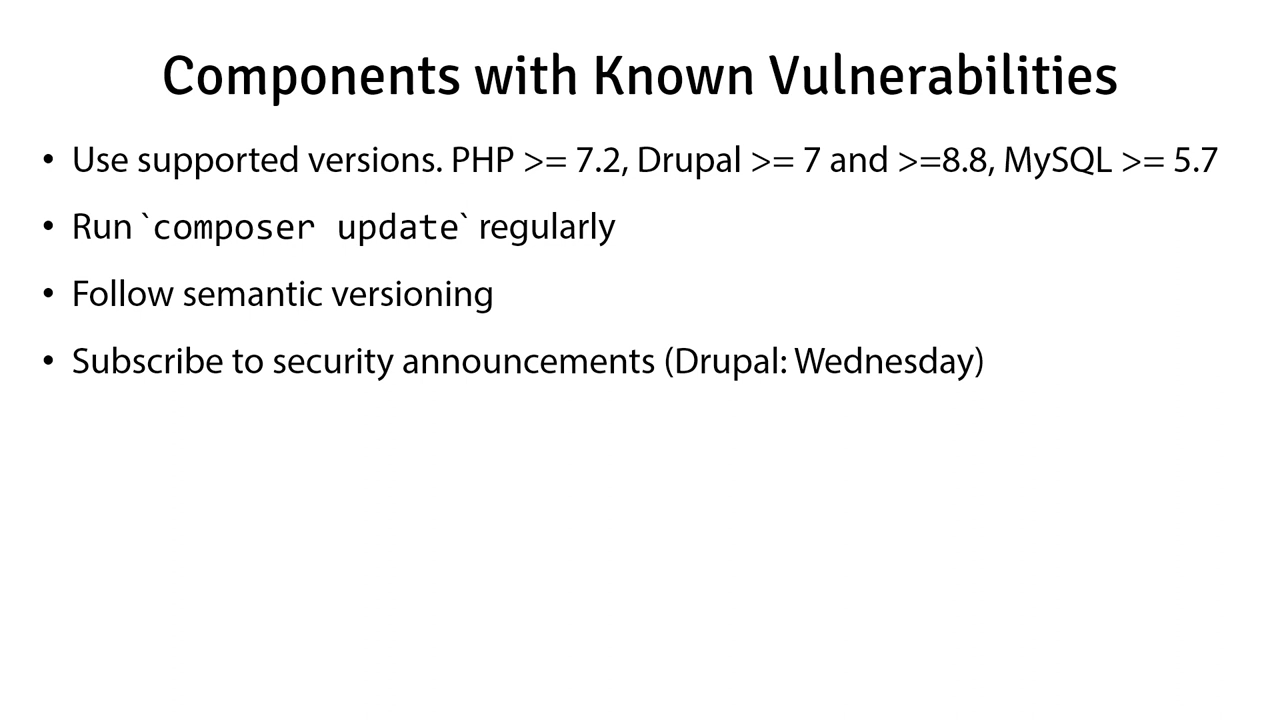 Components with Known Vulnerabilities
• Use supported versions. PHP >= 7.2, Drupal >= 7 and >=8.8, MySQL >= 5.7
• Run `composer update` regularly
• Follow semantic versioning
• Subscribe to security announcements (Drupal: Wednesday)